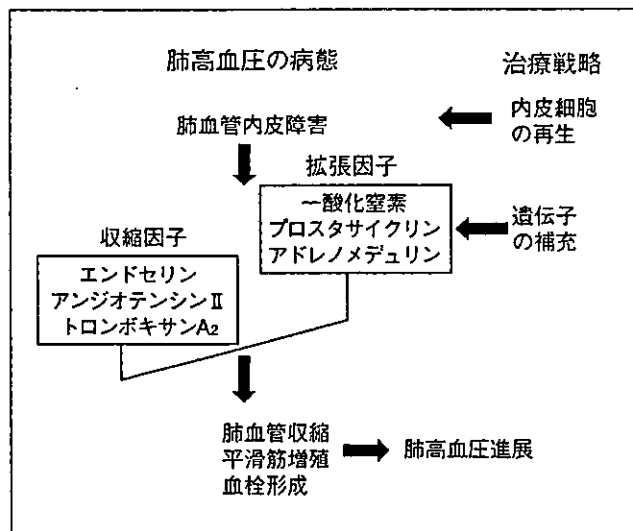 肺高血圧の病態
治療戦略
肺血管内皮障害
内皮細胞
の再生
拡張因子
一酸化窒素
プロスタサイクリン
アドレノメデュリン
遺伝子
の補充
収縮因子
エンドセリン
アンジオテンシンⅡ
トロンボキサンA₂
肺血管収縮
平滑筋増殖
血栓形成
肺高血圧進展